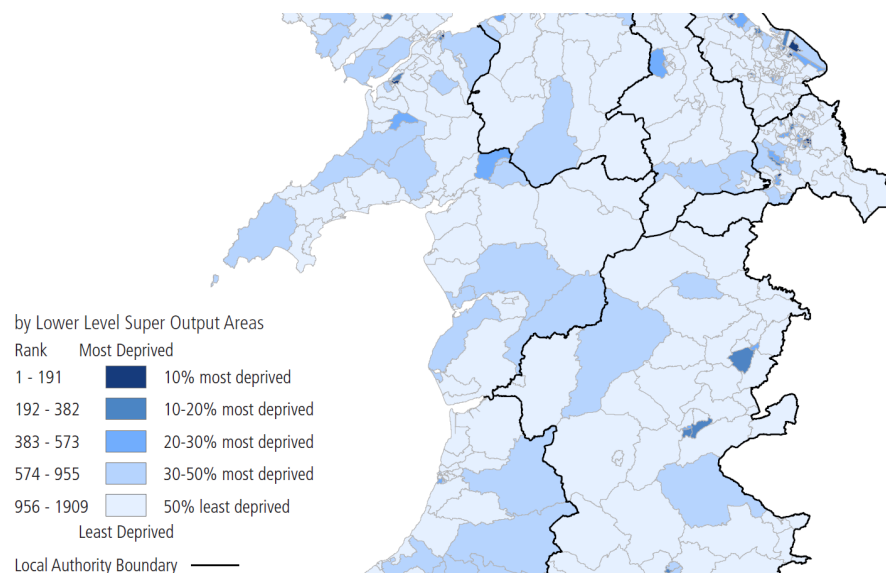 by Lower Level Super Output Areas
Rank Most Deprived
1 - 191 10% most deprived
192 - 382 10-20% most deprived
383 - 573 20-30% most deprived
574 - 955 30-50% most deprived
956 - 1909 50% least deprived
Least Deprived
Local Authority Boundary